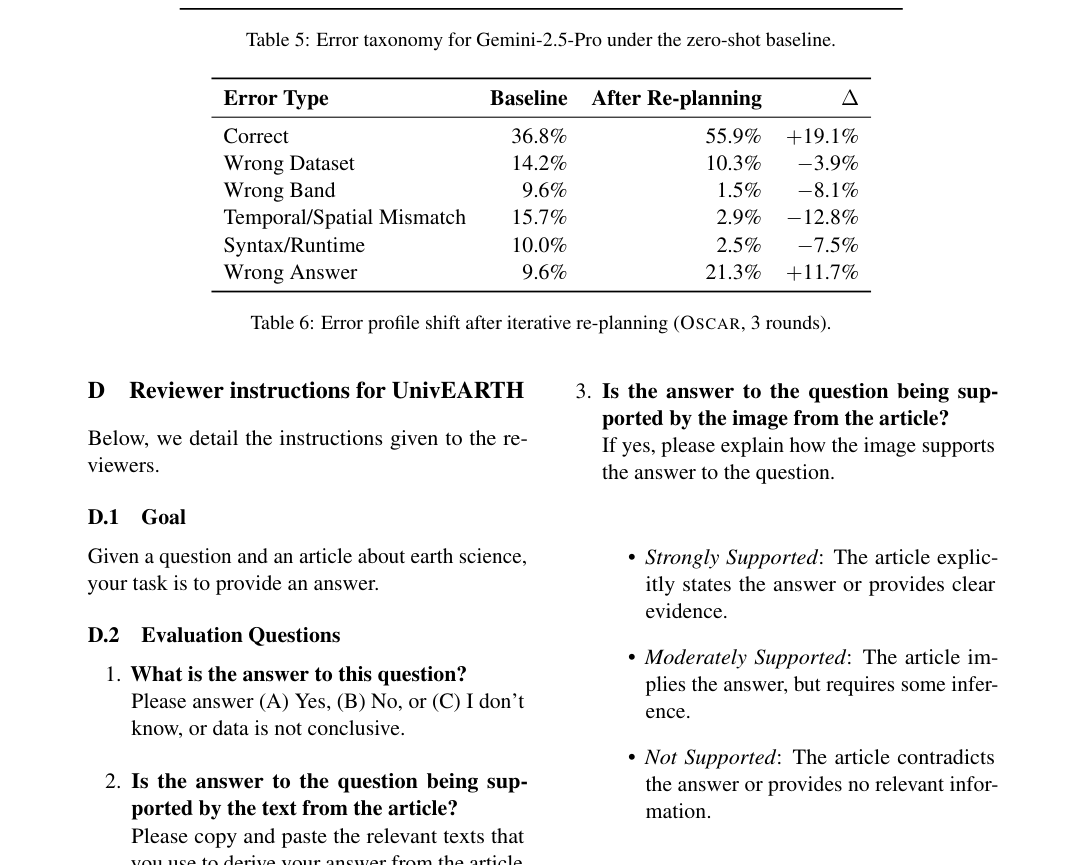 Table 5: Error taxonomy for Gemini-2.5-Pro under the zero-shot baseline.
Error Type Baseline After Re-planning Δ
Correct 36.8% 55.9% +19.1%
Wrong Dataset 14.2% 10.3% −3.9%
Wrong Band 9.6% 1.5% −8.1%
Temporal/Spatial Mismatch 15.7% 2.9% −12.8%
Syntax/Runtime 10.0% 2.5% −7.5%
Wrong Answer 9.6% 21.3% +11.7%
Table 6: Error profile shift after iterative re-planning (OSCAR, 3 rounds).
D Reviewer instructions for UnivEARTH
Below, we detail the instructions given to the re-
viewers.
D.1 Goal
Given a question and an article about earth science,
your task is to provide an answer.
D.2 Evaluation Questions
1. What is the answer to this question?
Please answer (A) Yes, (B) No, or (C) I don't
know, or data is not conclusive.
2. Is the answer to the question being sup-
ported by the text from the article?
Please copy and paste the relevant texts that
you use to derive your answer from the article.
3. Is the answer to the question being sup-
ported by the image from the article?
If yes, please explain how the image supports
the answer to the question.
• Strongly Supported: The article explic-
itly states the answer or provides clear
evidence.
• Moderately Supported: The article im-
plies the answer, but requires some infer-
ence.
• Not Supported: The article contradicts
the answer or provides no relevant infor-
mation.